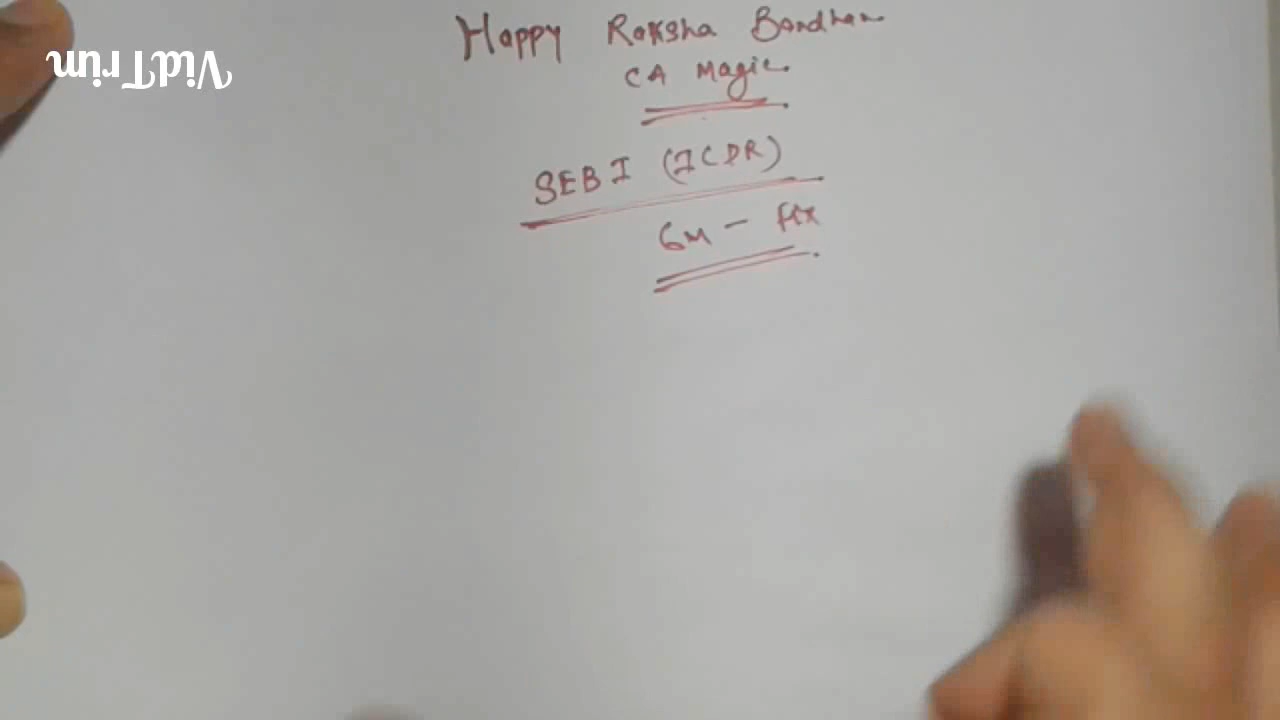 VidTrim
Happy Raksha Bandhan
CA Magic
SEBI (ICDR)
6M - fix